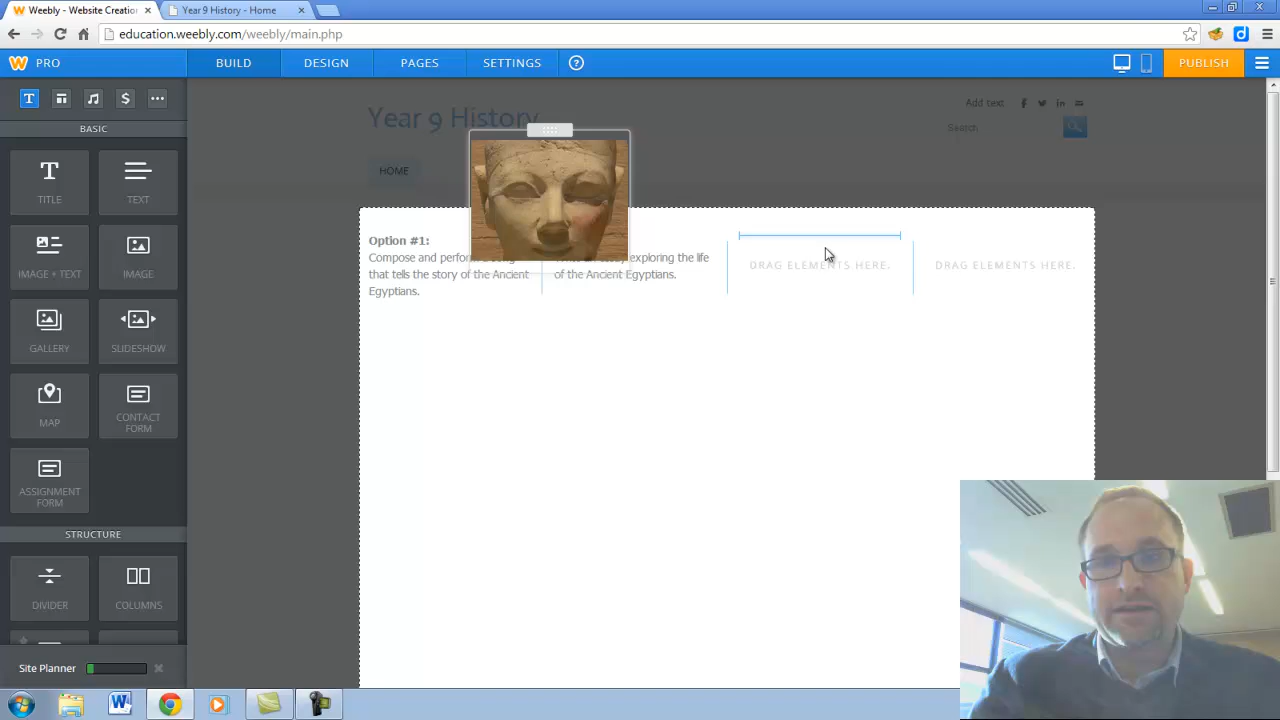 Weebly - Website Creation
Year 9 History - Home
education.weebly.com/weebly/main.php
PRO
BUILD
DESIGN
PAGES
SETTINGS
PUBLISH
BASIC
TITLE
TEXT
IMAGE + TEXT
IMAGE
GALLERY
SLIDESHOW
MAP
CONTACT
FORM
ASSIGNMENT
FORM
STRUCTURE
DIVIDER
COLUMNS
Site Planner
Year 9 History
Add text
Search
HOME
Option #1:
Compose and perform
that tells the story of the Ancient
Egyptians.
exploring the life
of the Ancient Egyptians.
DRAG ELEMENTS HERE.
DRAG ELEMENTS HERE.